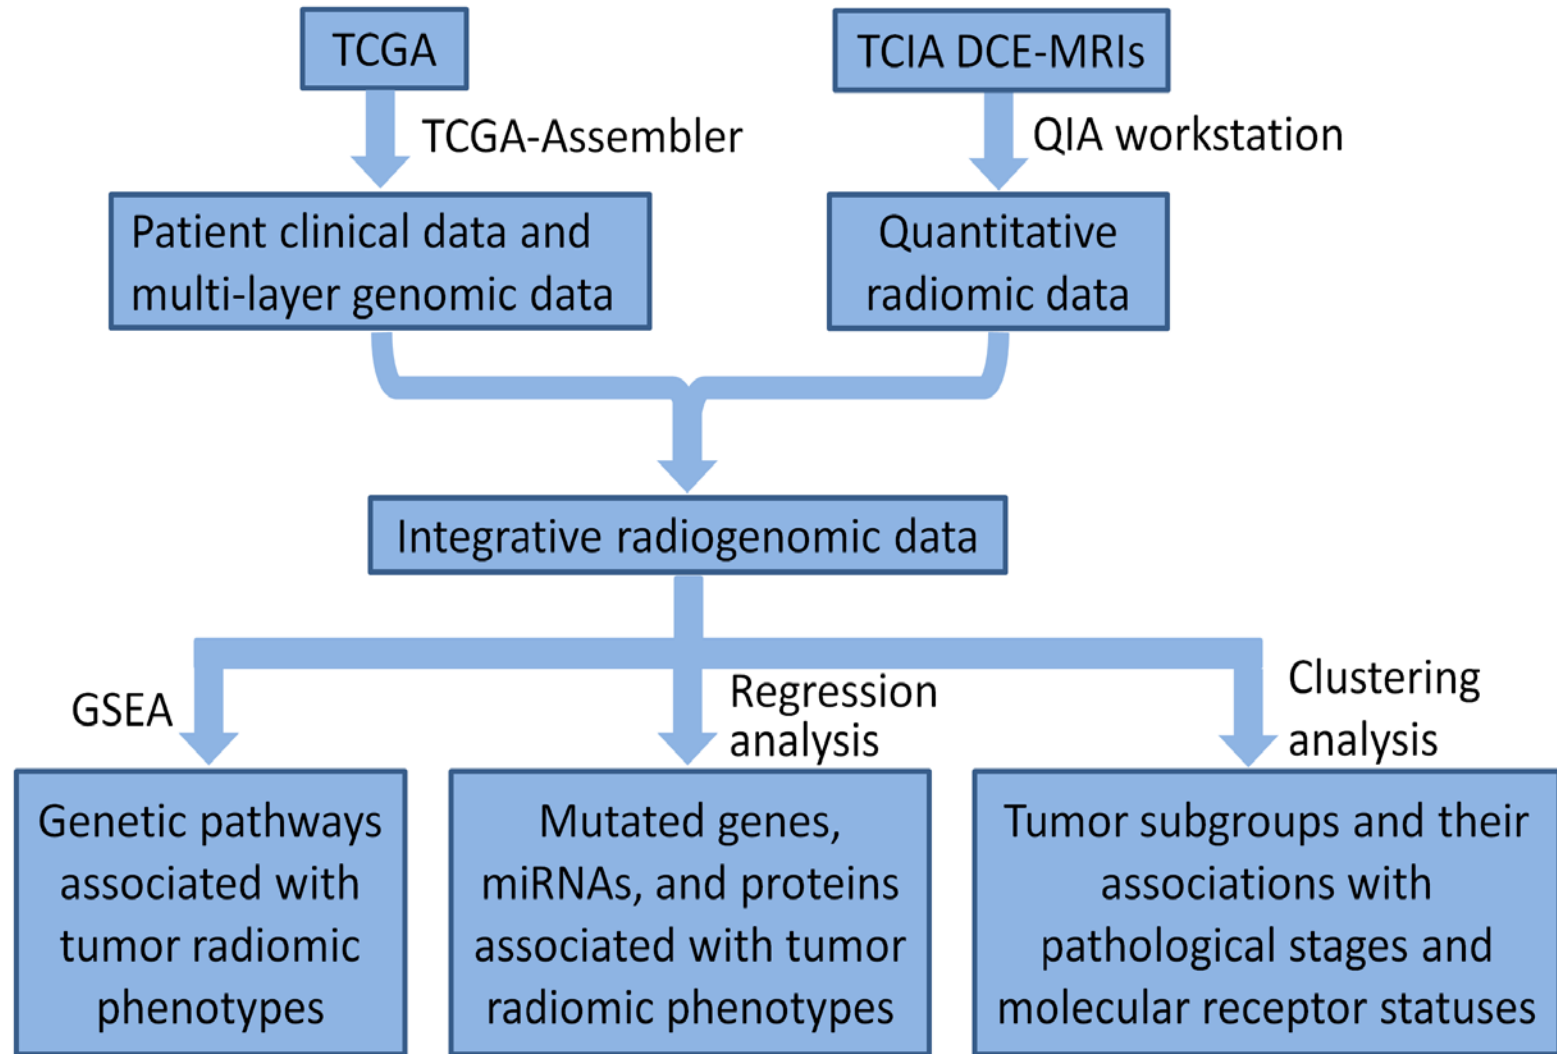 TCGA
TCIA DCE-MRIs
TCGA-Assembler
QIA workstation
Patient clinical data and
multi-layer genomic data
Quantitative
radiomic data
Integrative radiogenomic data
GSEA
Regression
analysis
Clustering
analysis
Genetic pathways
associated with
tumor radiomic
phenotypes
Mutated genes,
miRNAs, and proteins
associated with tumor
radiomic phenotypes
Tumor subgroups and their
associations with
pathological stages and
molecular receptor statuses